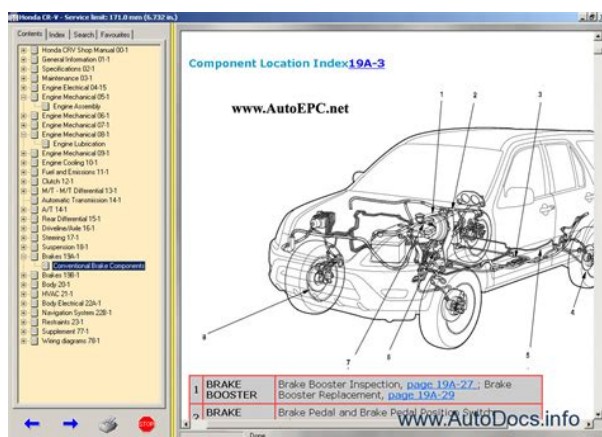 Honda CR-V - Service limit: 171.0 mm (6.732 in.)
Contents Index Search Favourites
Honda CRV Shop Manual 00-1
General Information 01-1
Specifications 02-1
Maintenance 03-1
Engine Electrical 04-15
Engine Mechanical 05-1
Engine Assembly
Engine Mechanical 06-1
Engine Mechanical 07-1
Engine Mechanical 08-1
Engine Lubrication
Engine Mechanical 09-1
Engine Cooling 10-1
Fuel and Emissions 11-1
Clutch 12-1
M/T - M/T Differential 13-1
Automatic Transmission 14-1
A/T 14-1
Rear Differential 15-1
Driveline/Axle 16-1
Steering 17-1
Suspension 18-1
Brakes 19A-1
Conventional Brake Components
Brakes 19B-1
Body 20-1
HVAC 21-1
Body Electrical 22A-1
Navigation System 22B-1
Restraints 23-1
Supplement 77-1
Wiring diagrams 78-1
STOP
Component Location Index19A-3
www.AutoEPC.net
1 2 3
4
5
6
7
8
1 BRAKE BOOSTER Brake Booster Inspection, page 19A-27 ; Brake
Booster Replacement, page 19A-29
2 BRAKE Brake Pedal and Brake Pedal Position Switch
www.AutoDocs.info
Done